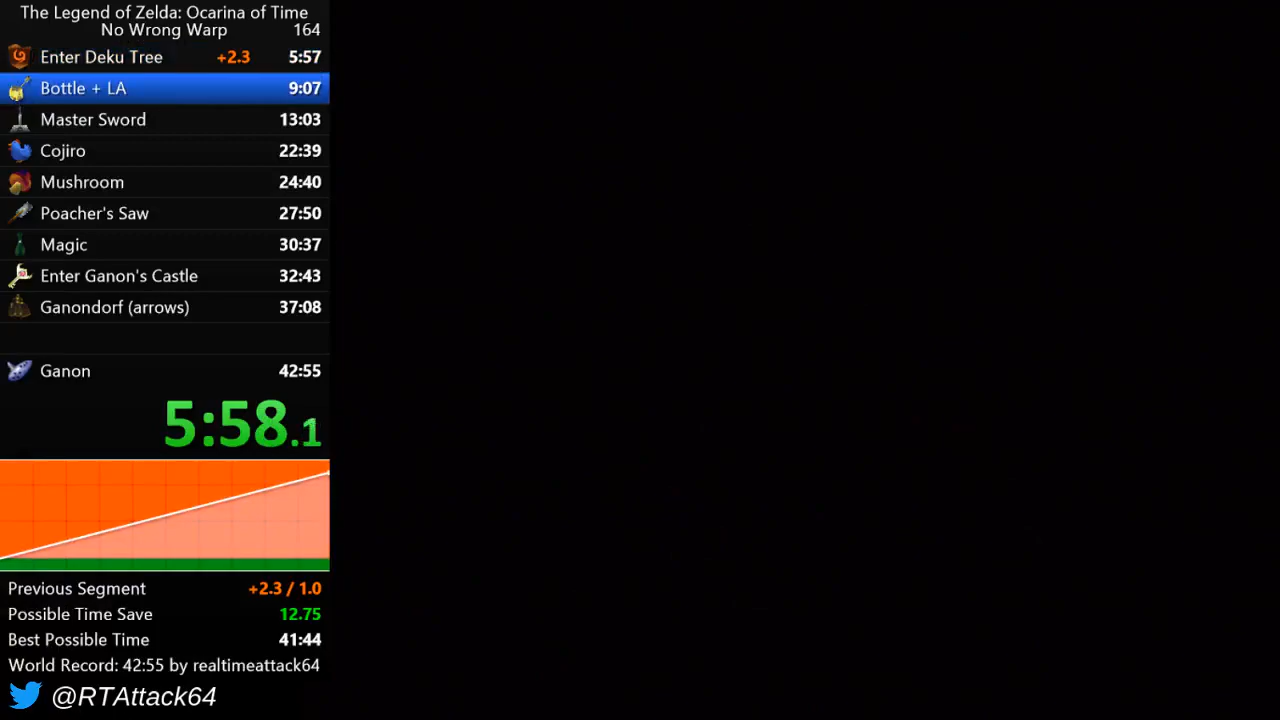 The Legend of Zelda: Ocarina of Time
No Wrong Warp 164
Enter Deku Tree +2.3 5:57
Bottle + LA 9:07
Master Sword 13:03
Cojiro 22:39
Mushroom 24:40
Poacher's Saw 27:50
Magic 30:37
Enter Ganon's Castle 32:43
Ganondorf (arrows) 37:08
Ganon 42:55
5:58.1
Previous Segment +2.3 / 1.0
Possible Time Save 12.75
Best Possible Time 41:44
World Record: 42:55 by realtimeattack64
@RTAttack64